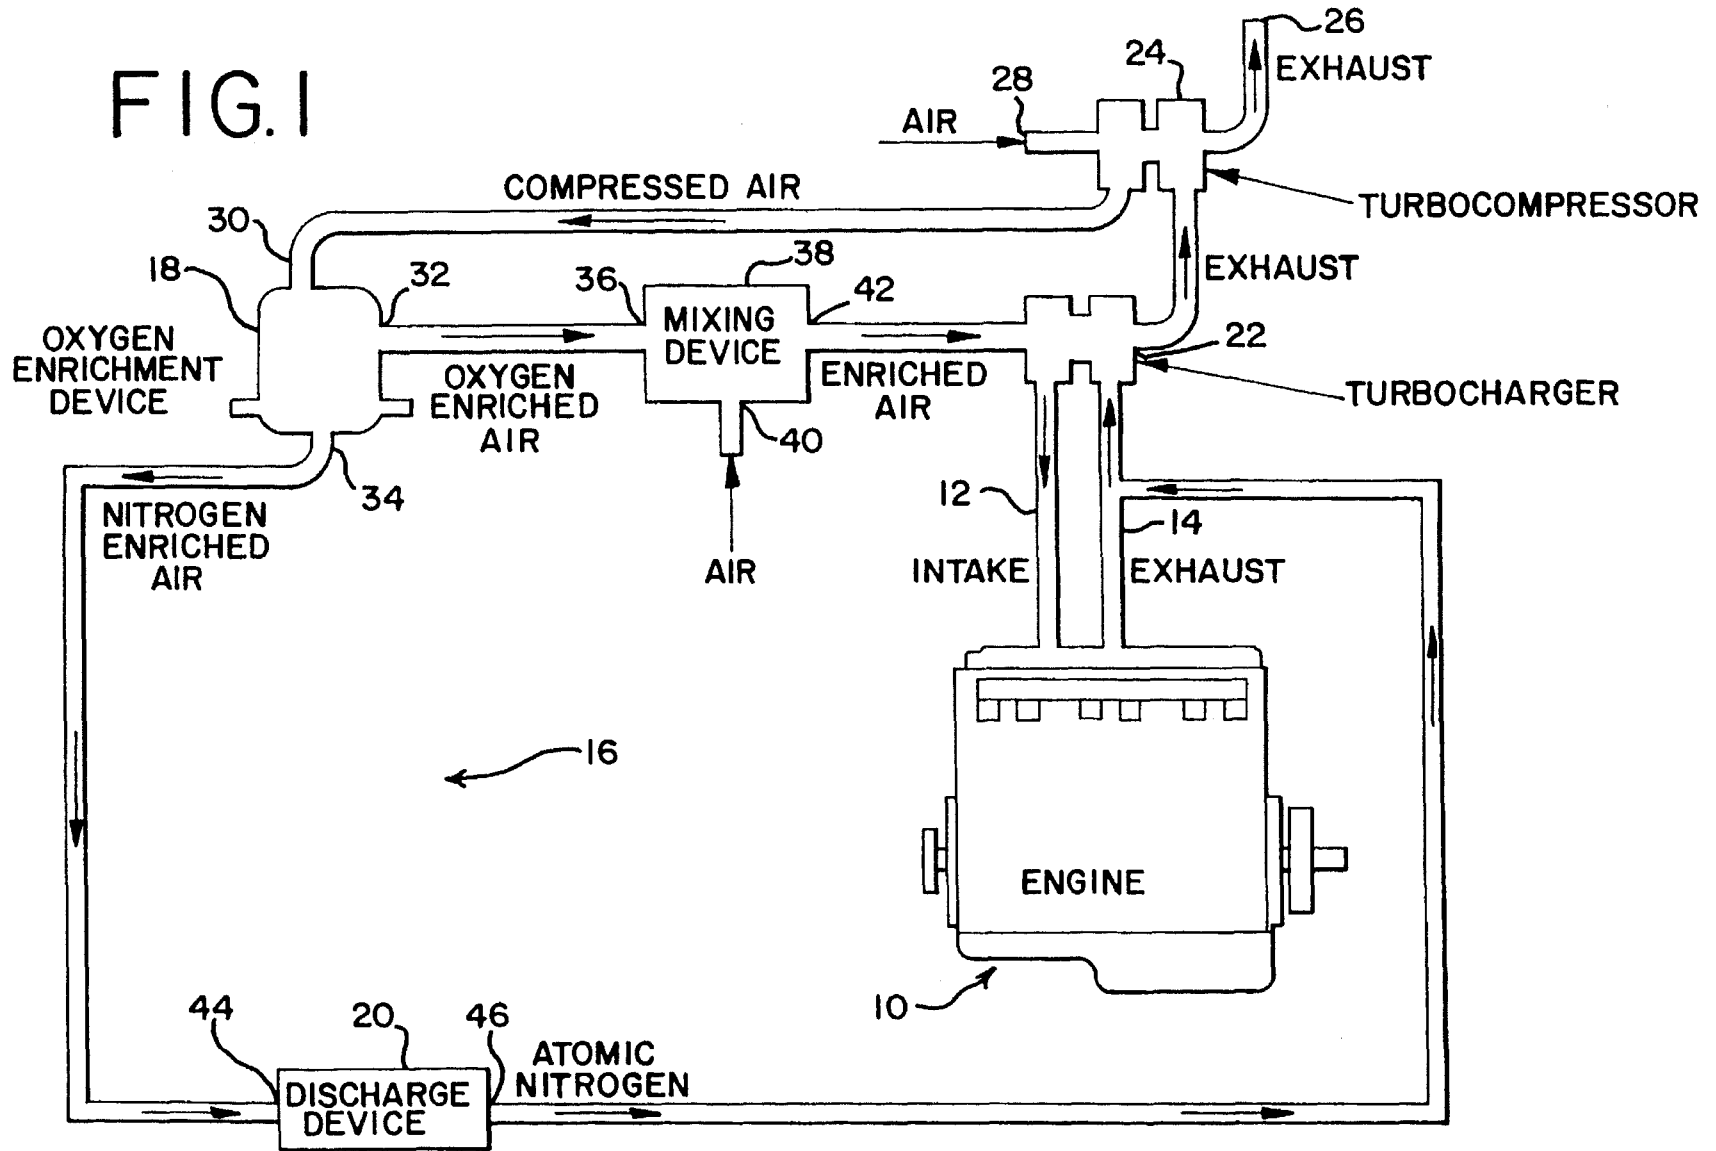 FIG.1
26
24
EXHAUST
28
AIR
COMPRESSED AIR
TURBOCOMPRESSOR
30
18
32
36
38
42
EXHAUST
MIXING
DEVICE
22
OXYGEN
ENRICHMENT
DEVICE
OXYGEN
ENRICHED
AIR
ENRICHED
AIR
TURBOCHARGER
40
34
12
14
NITROGEN
ENRICHED
AIR
AIR
INTAKE
EXHAUST
16
ENGINE
10
44
20
46
ATOMIC
NITROGEN
DISCHARGE
DEVICE